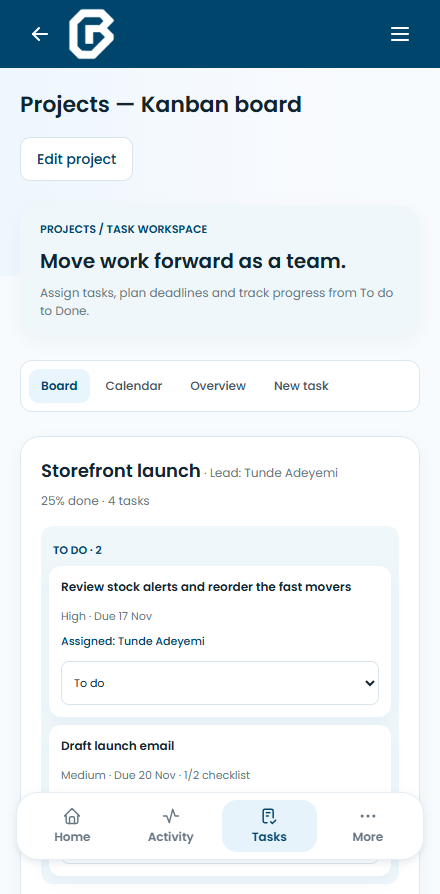 Projects — Kanban board
Edit project
PROJECTS / TASK WORKSPACE
Move work forward as a team.
Assign tasks, plan deadlines and track progress from To do
to Done.
Board Calendar Overview New task
Storefront launch · Lead: Tunde Adeyemi
25% done · 4 tasks
TO DO · 2
Review stock alerts and reorder the fast movers
High · Due 17 Nov
Assigned: Tunde Adeyemi
To do
Draft launch email
Medium · Due 20 Nov · 1/2 checklist
Home Activity Tasks More